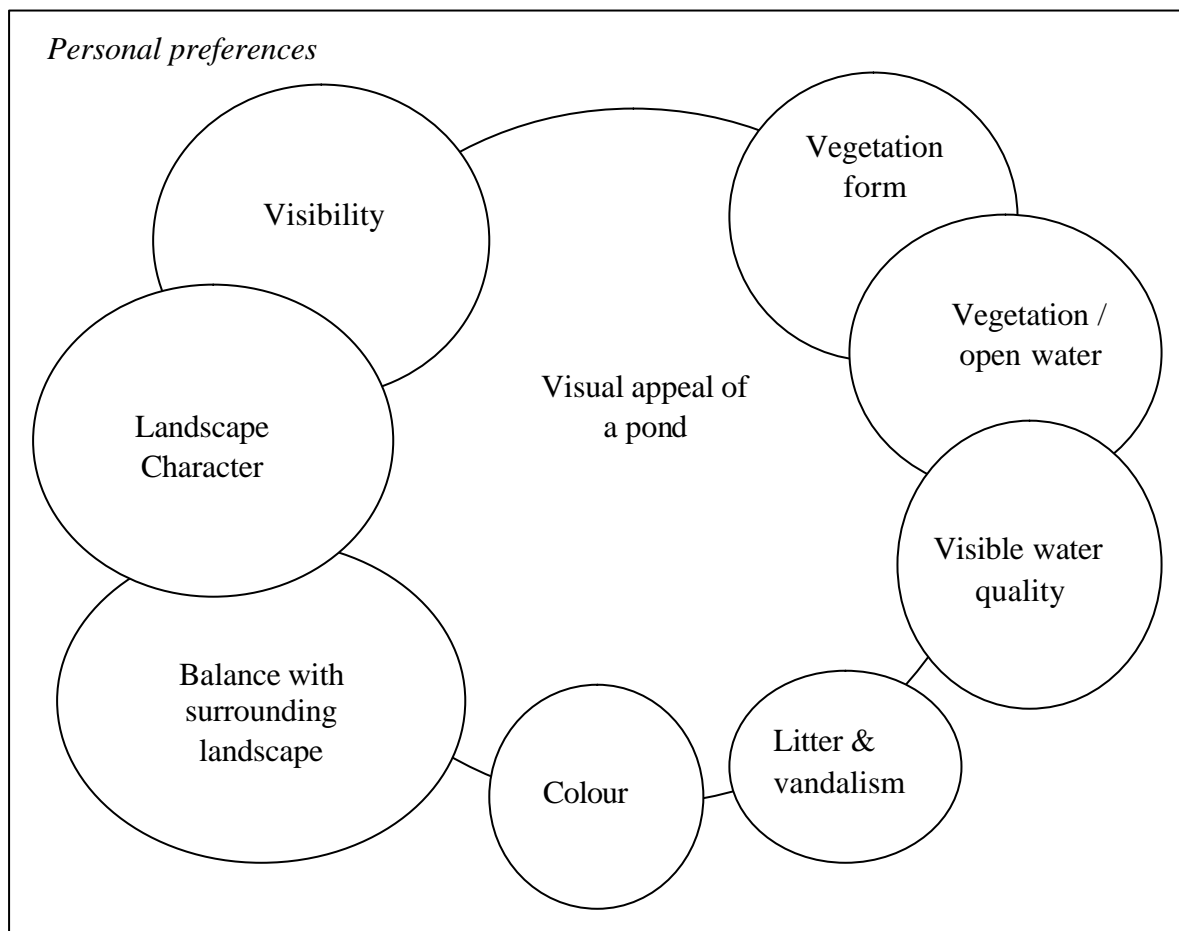 Personal preferences
Visibility
Vegetation
form
Vegetation /
open water
Visual appeal of
a pond
Landscape
Character
Visible water
quality
Balance with
surrounding
landscape
Litter &
vandalism
Colour